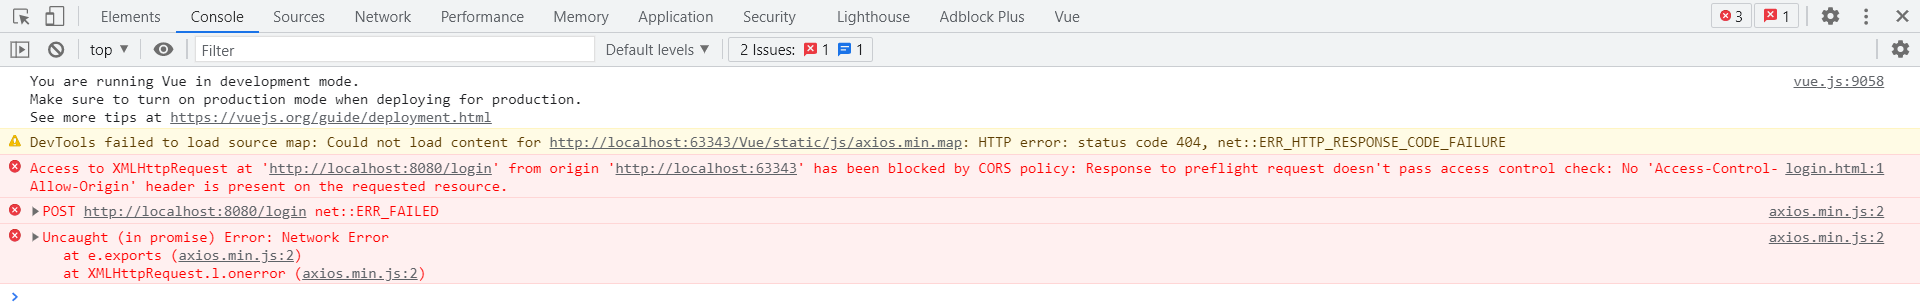 Elements Console Sources Network Performance Memory Application Security Lighthouse Adblock Plus Vue 3 1
top Filter Default levels 2 Issues: 1 1
You are running Vue in development mode. vue.js:9058
Make sure to turn on production mode when deploying for production.
See more tips at https://vuejs.org/guide/deployment.html
DevTools failed to load source map: Could not load content for http://localhost:63343/Vue/static/js/axios.min.map: HTTP error: status code 404, net::ERR_HTTP_RESPONSE_CODE_FAILURE
Access to XMLHttpRequest at 'http://localhost:8080/login' from origin 'http://localhost:63343' has been blocked by CORS policy: Response to preflight request doesn't pass access control check: No 'Access-Control- login.html:1
Allow-Origin' header is present on the requested resource.
POST http://localhost:8080/login net::ERR_FAILED axios.min.js:2
Uncaught (in promise) Error: Network Error axios.min.js:2
at e.exports (axios.min.js:2)
at XMLHttpRequest.l.onerror (axios.min.js:2)